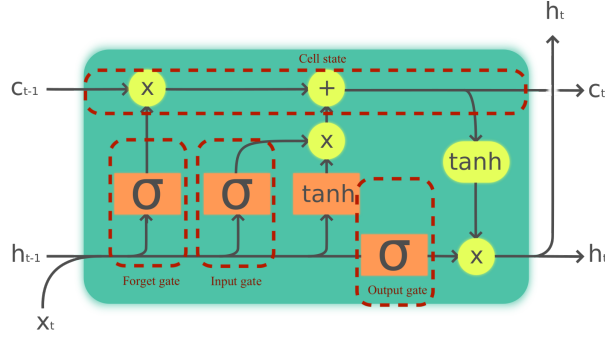 hₜ
Cell state
cₜ₋₁
x
+
cₜ
x
tanh
σ
σ
tanh
σ
x
hₜ₋₁
hₜ
Forget gate
Input gate
Output gate
xₜ